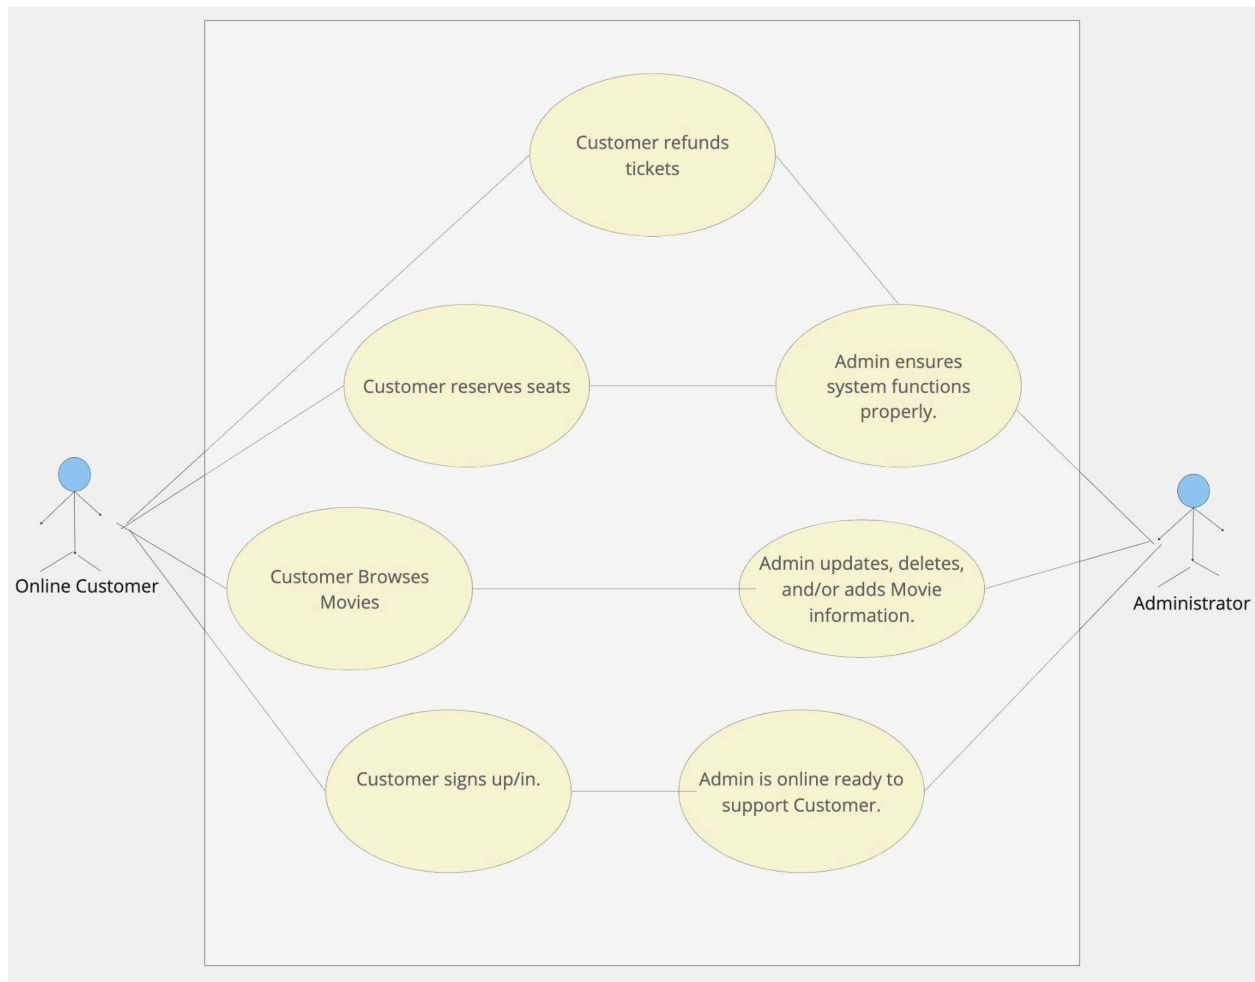 Customer refunds
tickets
Customer reserves seats
Admin ensures
system functions
properly.
Online Customer
Customer Browses
Movies
Admin updates, deletes,
and/or adds Movie
information.
Administrator
Customer signs up/in.
Admin is online ready to
support Customer.